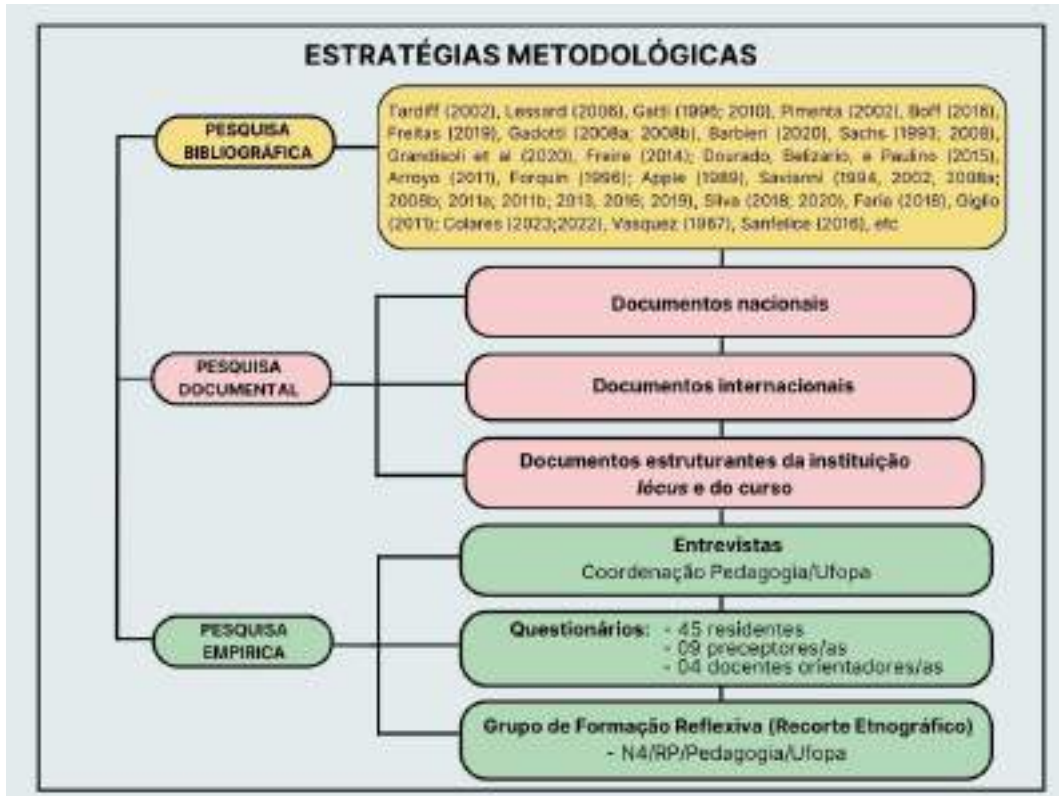 ESTRATÉGIAS METODOLÓGICAS
PESQUISA
BIBLIOGRÁFICA
Tardiff (2002), Lessard (2006), Gatti (1996; 2010), Pimenta (2002), Boff (2016),
Freitas (2019), Gadotti (2008a; 2008b), Barbieri (2020), Sachs (1993; 2009),
Grandisoli et al (2020), Freire (2014); Dourado, Belizario, e Paulino (2015),
Arroyo (2011), Forquin (1996); Apple (1989), Savianni (1994, 2002, 2008a;
2008b; 2011a; 2011b; 2013, 2016; 2019), Silva (2018; 2020), Faria (2018), Giglio
(2011); Colares (2023;2022), Vasquez (1967), Sanfelice (2016), etc
PESQUISA
DOCUMENTAL
Documentos nacionais
Documentos internacionais
Documentos estruturantes da instituição
lócus e do curso
PESQUISA
EMPIRICA
Entrevistas
Coordenação Pedagogia/Ufopa
Questionários: - 45 residentes
- 09 preceptores/as
- 04 docentes orientadores/as
Grupo de Formação Reflexiva (Recorte Etnográfico)
- N4/RP/Pedagogia/Ufopa